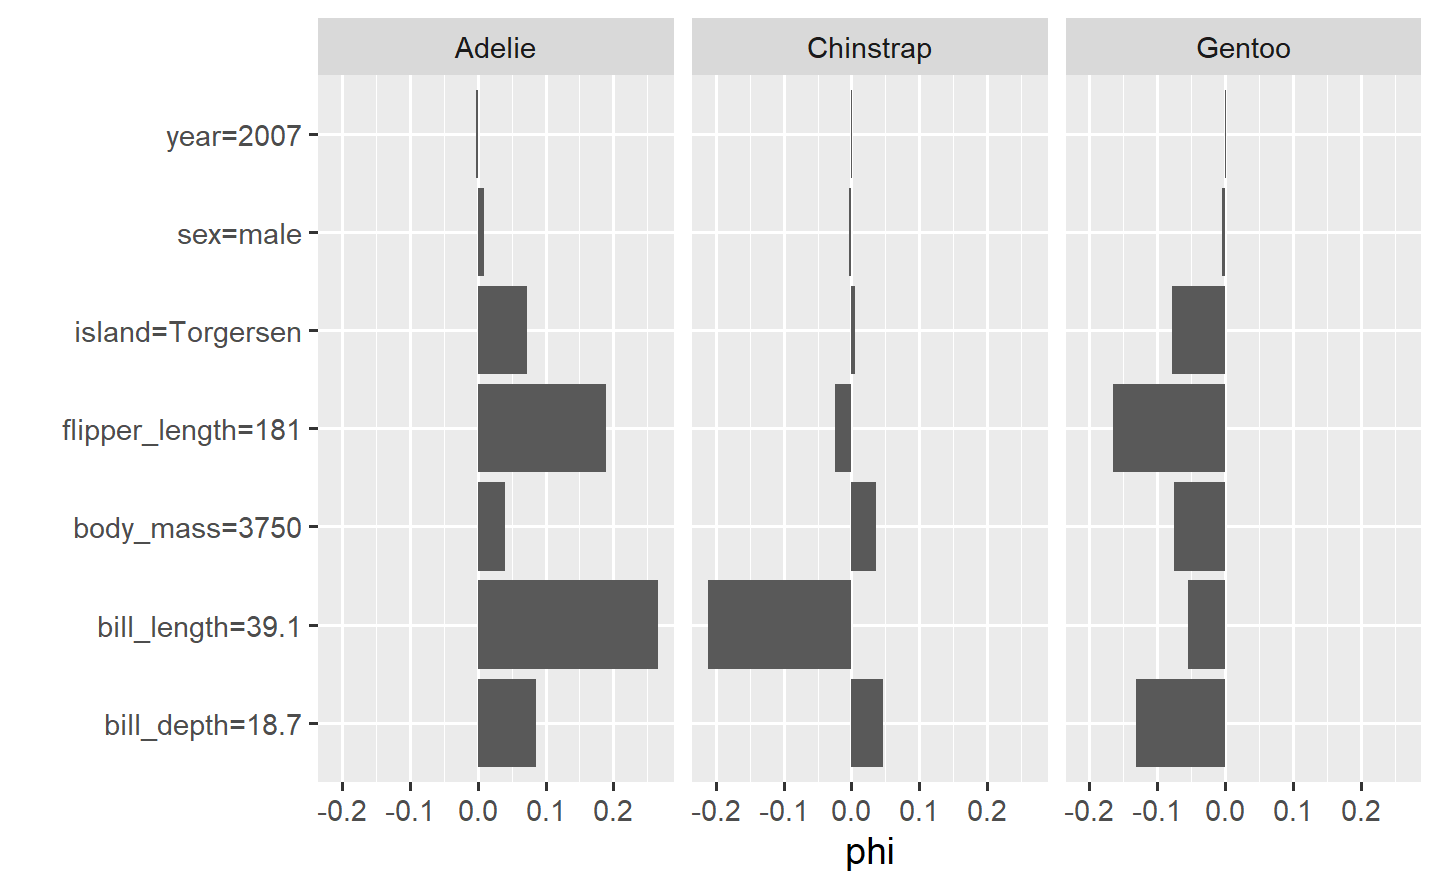 Adelie Chinstrap Gentoo
year=2007
sex=male
island=Torgersen
flipper_length=181
body_mass=3750
bill_length=39.1
bill_depth=18.7
-0.2 -0.1 0.0 0.1 0.2 -0.2 -0.1 0.0 0.1 0.2 -0.2 -0.1 0.0 0.1 0.2
phi